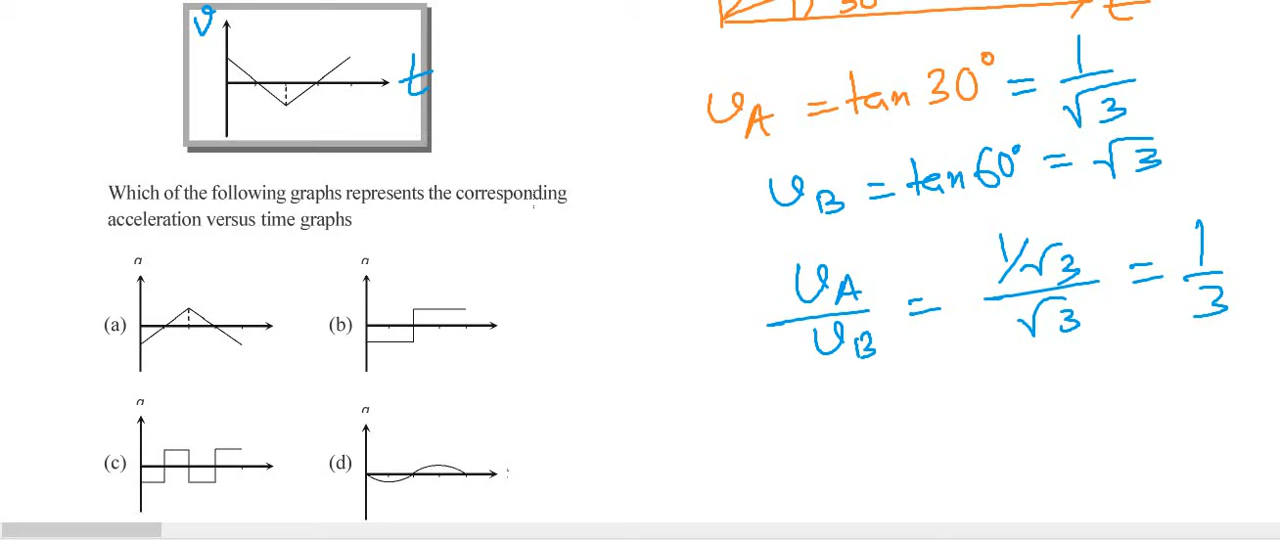 v
t
Which of the following graphs represents the corresponding
acceleration versus time graphs
a
a
(a)
(b)
a
a
(c)
(d)
30
t
v_A = tan 30° = 1/√3
v_B = tan 60° = √3
v_A/v_B = (1/√3)/√3 = 1/3